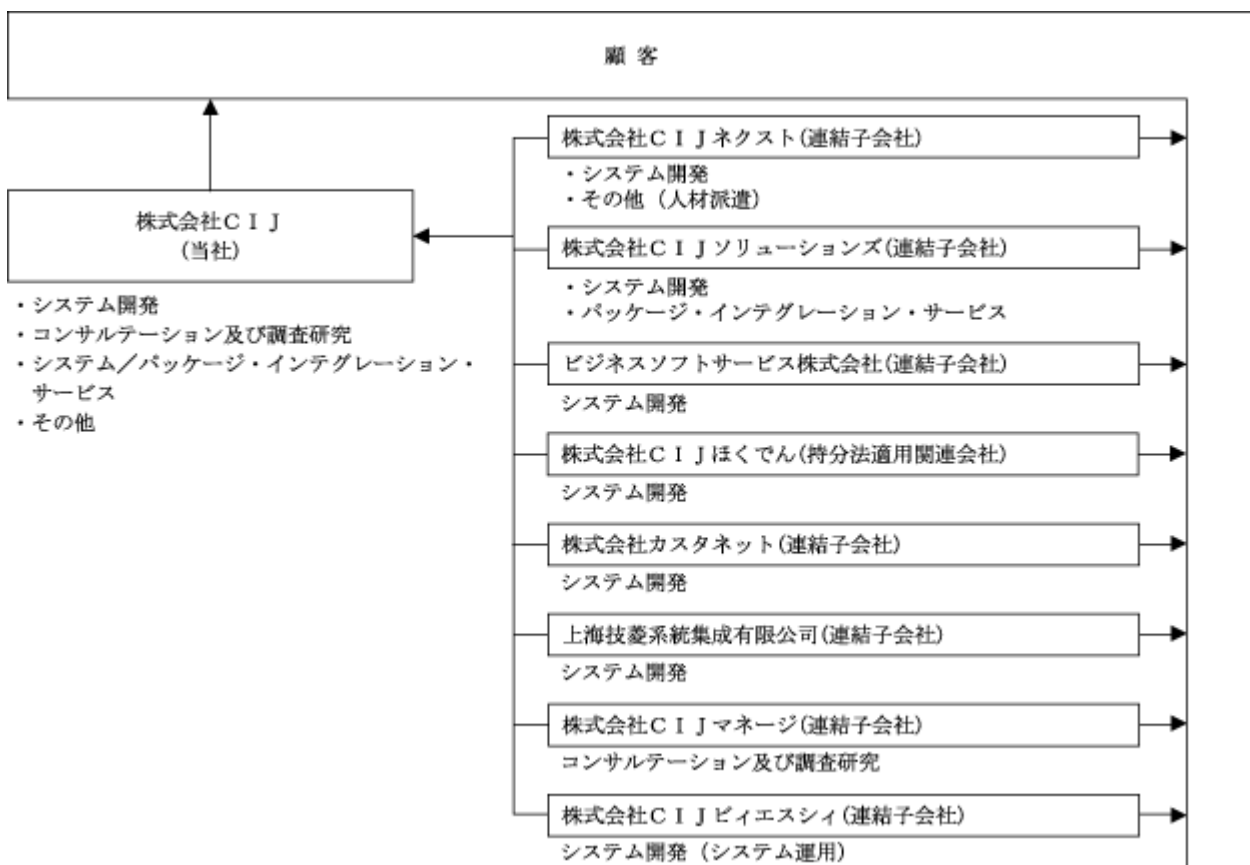 顧 客
株式会社ＣＩＪ
(当社)
・システム開発
・コンサルテーション及び調査研究
・システム／パッケージ・インテグレーション・
サービス
・その他
株式会社ＣＩＪネクスト(連結子会社)
・システム開発
・その他（人材派遣）
株式会社ＣＩＪソリューションズ(連結子会社)
・システム開発
・パッケージ・インテグレーション・サービス
ビジネスソフトサービス株式会社(連結子会社)
システム開発
株式会社ＣＩＪほくでん(持分法適用関連会社)
システム開発
株式会社カスタネット(連結子会社)
システム開発
上海技菱系統集成有限公司(連結子会社)
システム開発
株式会社ＣＩＪマネージ(連結子会社)
コンサルテーション及び調査研究
株式会社ＣＩＪビィエスシィ(連結子会社)
システム開発（システム運用）